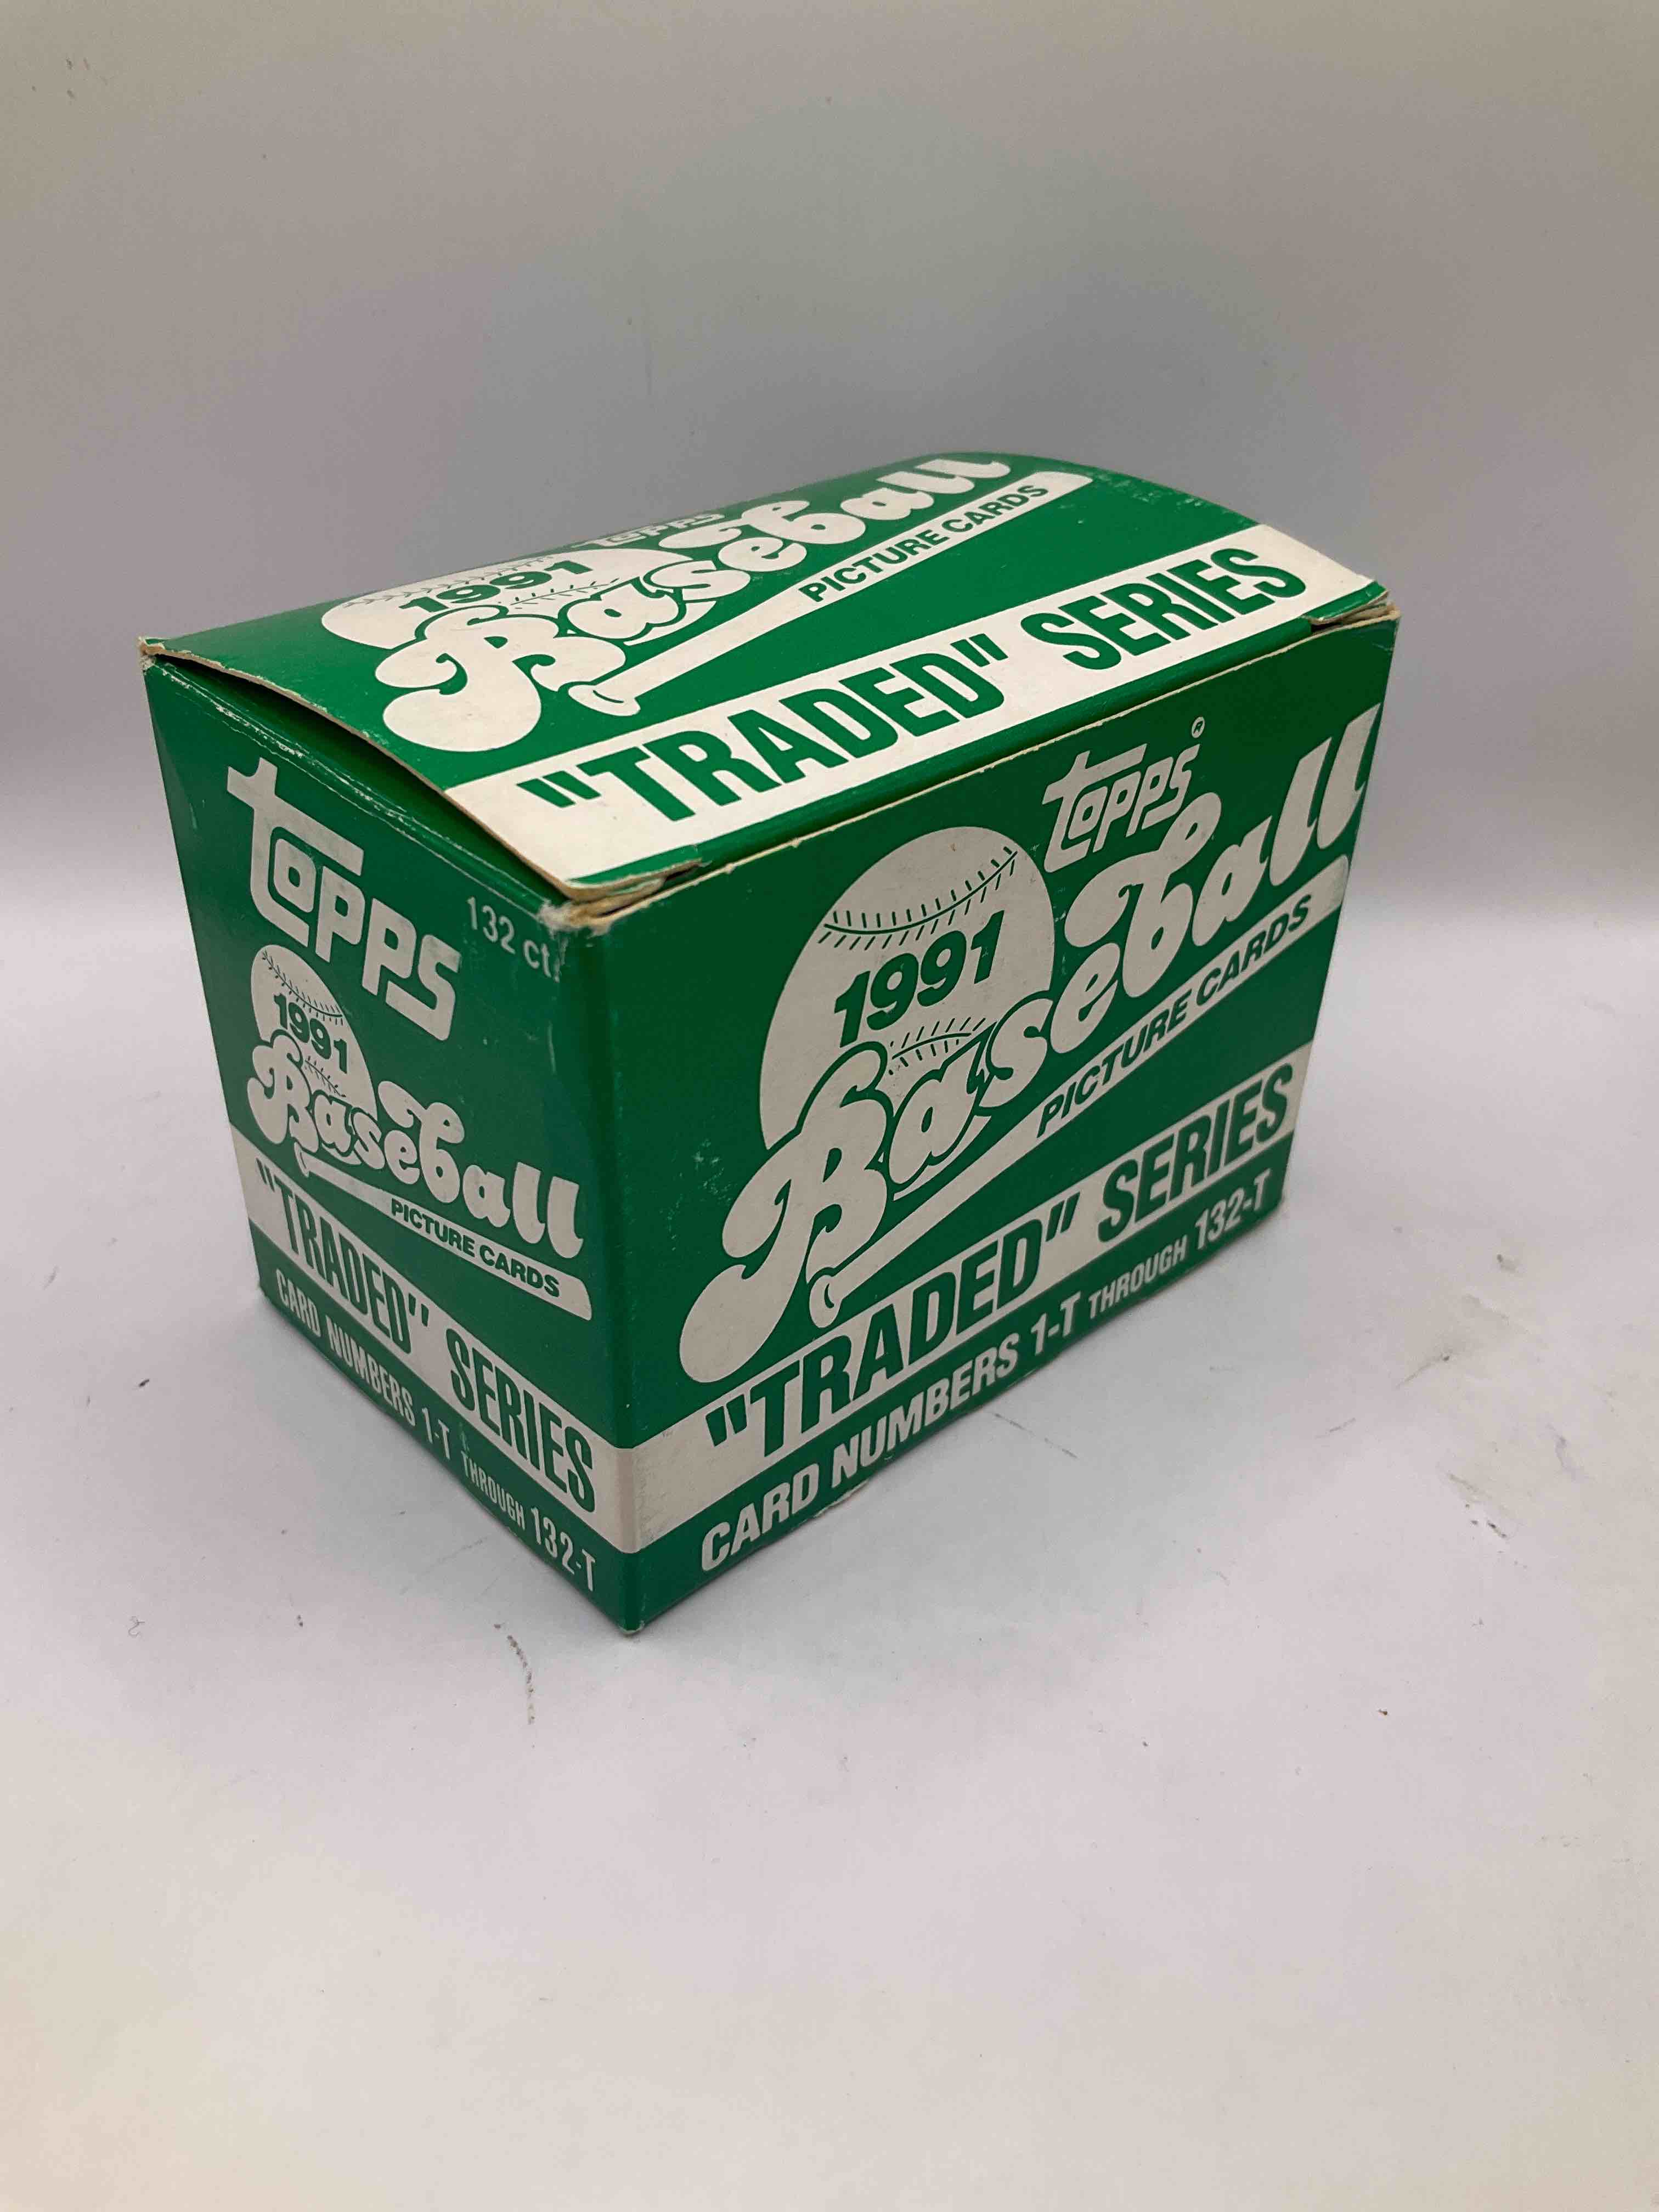 Topps
1991
Baseball
PICTURE CARDS
"TRADED" SERIES
Topps
132 ct.
1991
Baseball
PICTURE CARDS
"TRADED" SERIES
CARD NUMBERS 1-T THROUGH 132-T
Topps®
1991
Baseball
PICTURE CARDS
"TRADED" SERIES
CARD NUMBERS 1-T THROUGH 132-T